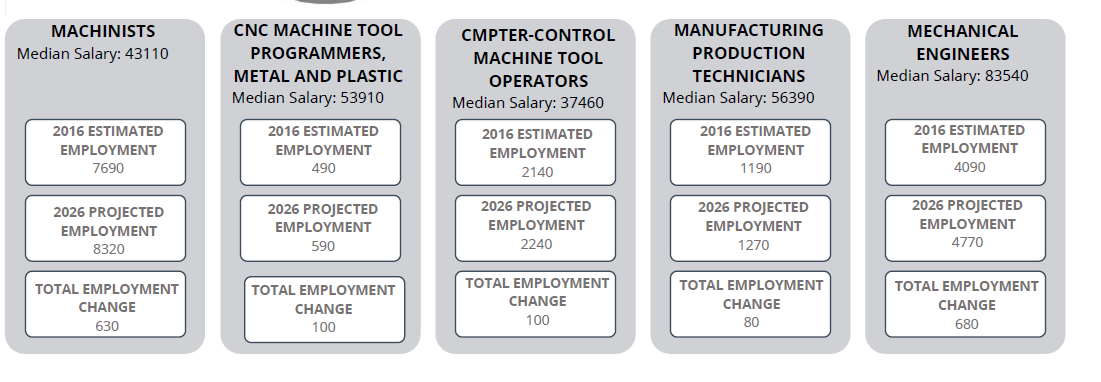 MACHINISTS
Median Salary: 43110
2016 ESTIMATED
EMPLOYMENT
7690
2026 PROJECTED
EMPLOYMENT
8320
TOTAL EMPLOYMENT
CHANGE
630
CNC MACHINE TOOL
PROGRAMMERS,
METAL AND PLASTIC
Median Salary: 53910
2016 ESTIMATED
EMPLOYMENT
490
2026 PROJECTED
EMPLOYMENT
590
TOTAL EMPLOYMENT
CHANGE
100
CMPTER-CONTROL
MACHINE TOOL
OPERATORS
Median Salary: 37460
2016 ESTIMATED
EMPLOYMENT
2140
2026 PROJECTED
EMPLOYMENT
2240
TOTAL EMPLOYMENT
CHANGE
100
MANUFACTURING
PRODUCTION
TECHNICIANS
Median Salary: 56390
2016 ESTIMATED
EMPLOYMENT
1190
2026 PROJECTED
EMPLOYMENT
1270
TOTAL EMPLOYMENT
CHANGE
80
MECHANICAL
ENGINEERS
Median Salary: 83540
2016 ESTIMATED
EMPLOYMENT
4090
2026 PROJECTED
EMPLOYMENT
4770
TOTAL EMPLOYMENT
CHANGE
680